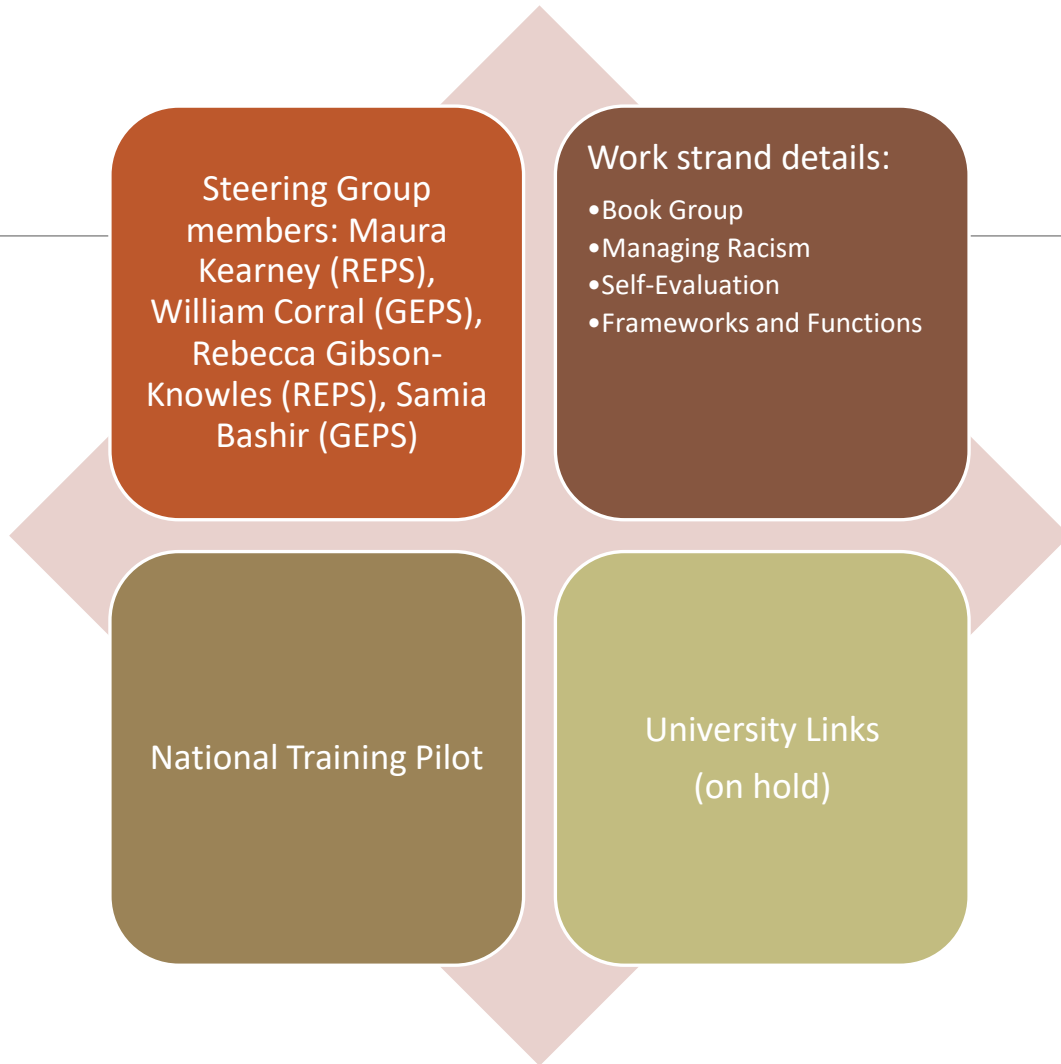 Steering Group
members: Maura
Kearney (REPS),
William Corral (GEPS),
Rebecca Gibson-
Knowles (REPS), Samia
Bashir (GEPS)
Work strand details:
•Book Group
•Managing Racism
•Self-Evaluation
•Frameworks and Functions
National Training Pilot
University Links
(on hold)